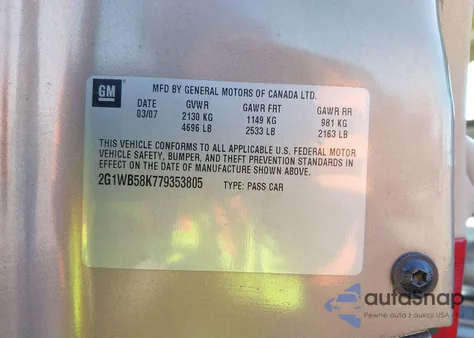 GM
MFD BY GENERAL MOTORS OF CANADA LTD.
DATE GVWR GAWR FRT GAWR RR
03/07 2130 KG 1149 KG 981 KG
4696 LB 2533 LB 2163 LB
THIS VEHICLE CONFORMS TO ALL APPLICABLE U.S. FEDERAL MOTOR
VEHICLE SAFETY, BUMPER, AND THEFT PREVENTION STANDARDS IN
EFFECT ON THE DATE OF MANUFACTURE SHOWN ABOVE.
2G1WB58K779353805 TYPE: PASS CAR
autosnap
Pewne auto z aukcji USA